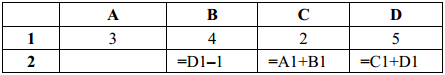 A B C D
1 3 4 2 5
2 =D1–1 =A1+B1 =C1+D1